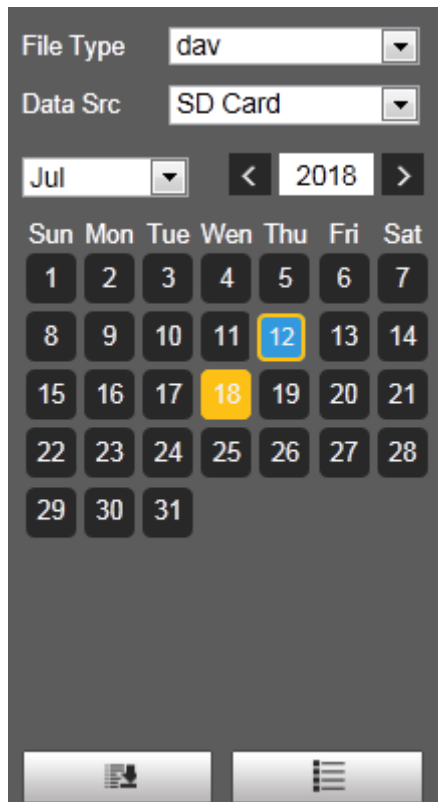 File Type dav
Data Src SD Card
Jul < 2018 >
Sun Mon Tue Wen Thu Fri Sat
1 2 3 4 5 6 7
8 9 10 11 12 13 14
15 16 17 18 19 20 21
22 23 24 25 26 27 28
29 30 31